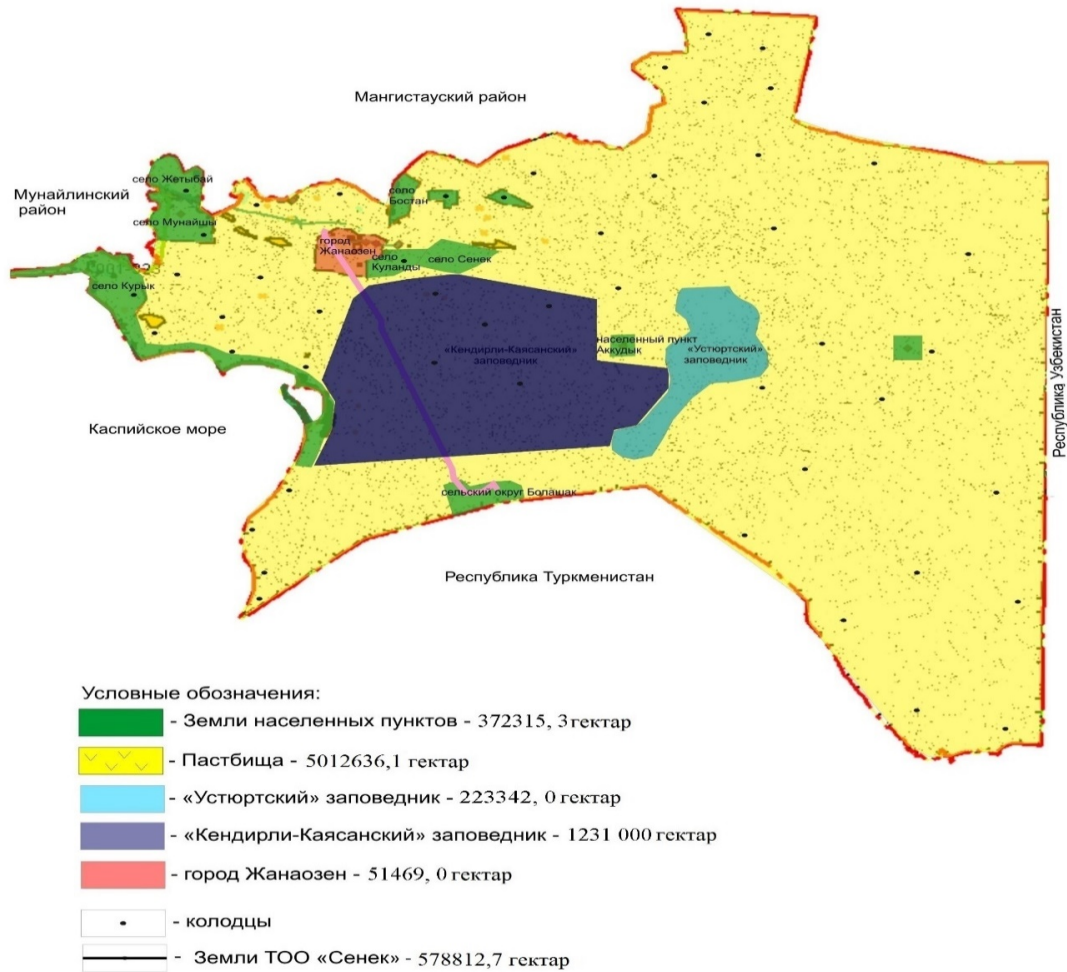 Мангистауский район
Мунайлинский
район
село Жетыбай
село Мунайшы
село
Бостан
город
Жанаозен
село
Куланды
село Сенек
село Курык
населенный пункт
Аккудык
«Кендирли-Каясанский»
заповедник
«Устюртский»
заповедник
Республика Узбекистан
Каспийское море
сельский округ Болашак
Республика Туркменистан
Условные обозначения:
- Земли населенных пунктов - 372315, 3 гектар
- Пастбища - 5012636,1 гектар
- «Устюртский» заповедник - 223342, 0 гектар
- «Кендирли-Каясанский» заповедник - 1231 000 гектар
- город Жанаозен - 51469, 0 гектар
- колодцы
- Земли ТОО «Сенек» - 578812,7 гектар